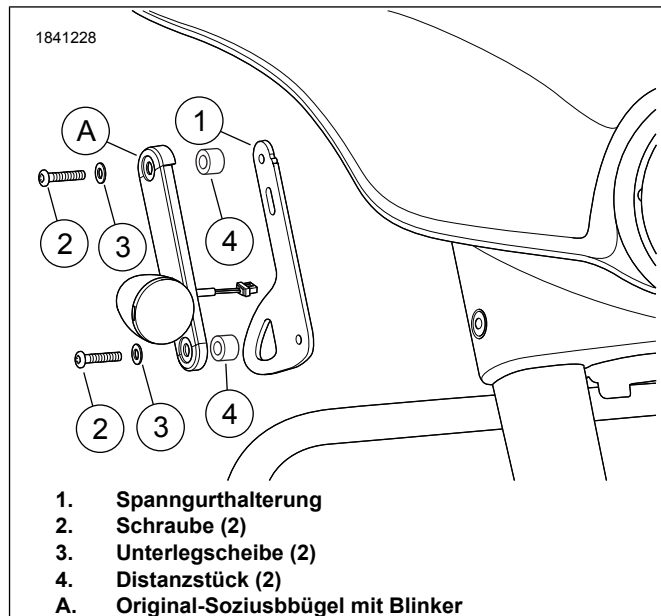 1841228
A
1
2
3
4
2
3
4
1. Spanngurthalterung
2. Schraube (2)
3. Unterlegscheibe (2)
4. Distanzstück (2)
A. Original-Soziusbbügel mit Blinker